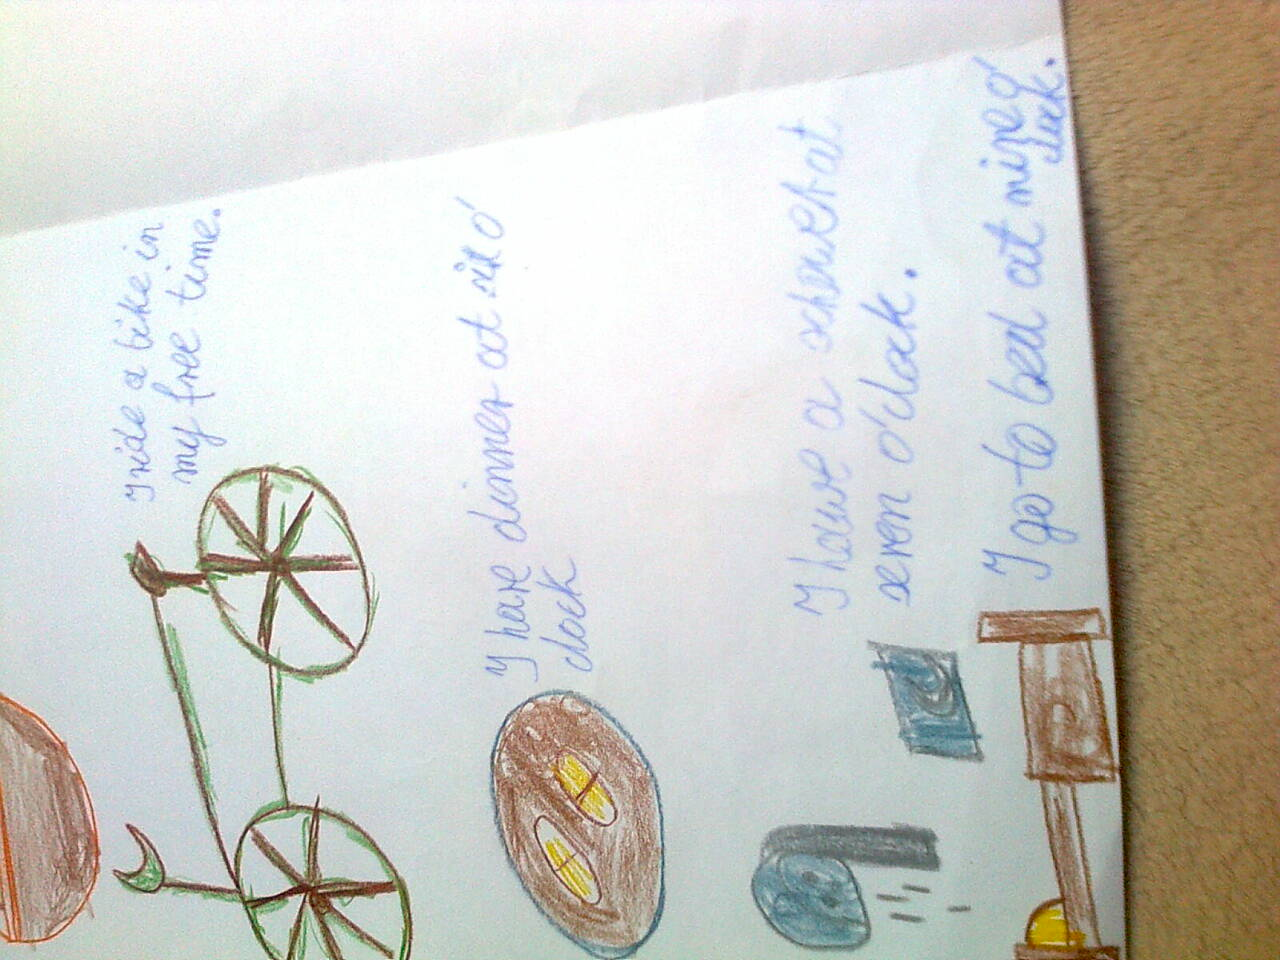 I ride a bike in
my free time.
I have dinner at six o'
clock
I have a schower at
seven o'clock.
I go to bed at nine o'
clock.